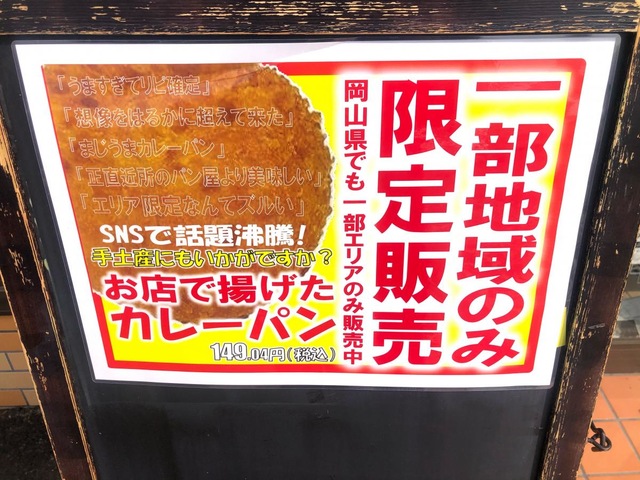 一部地域のみ
限定販売
岡山県でも一部エリアのみ販売中
「うますぎてリピ確定」
「想像をはるかに超えて来た」
「まじうまカレーパン」
「正直近所のパン屋より美味しい」
「エリア限定なんてズルい」
SNSで話題沸騰!
手土産にもいかがですか?
お店で揚げた
カレーパン
149.04円(税込)